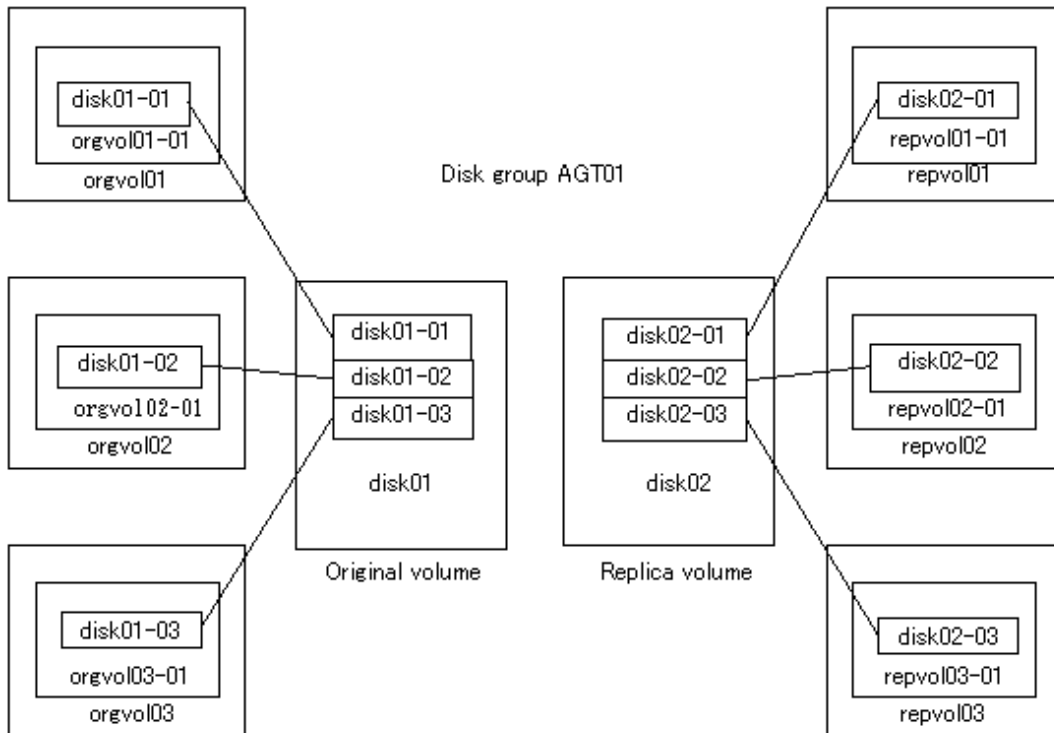 disk01-01
orgvol01-01
orgvol01
disk02-01
repvol01-01
repvol01
Disk group AGT01
disk01-02
orgvol02-01
orgvol02
disk01-01
disk01-02
disk01-03
disk01
Original volume
disk02-01
disk02-02
disk02-03
disk02
Replica volume
disk02-02
repvol02-01
repvol02
disk01-03
orgvol03-01
orgvol03
disk02-03
repvol03-01
repvol03